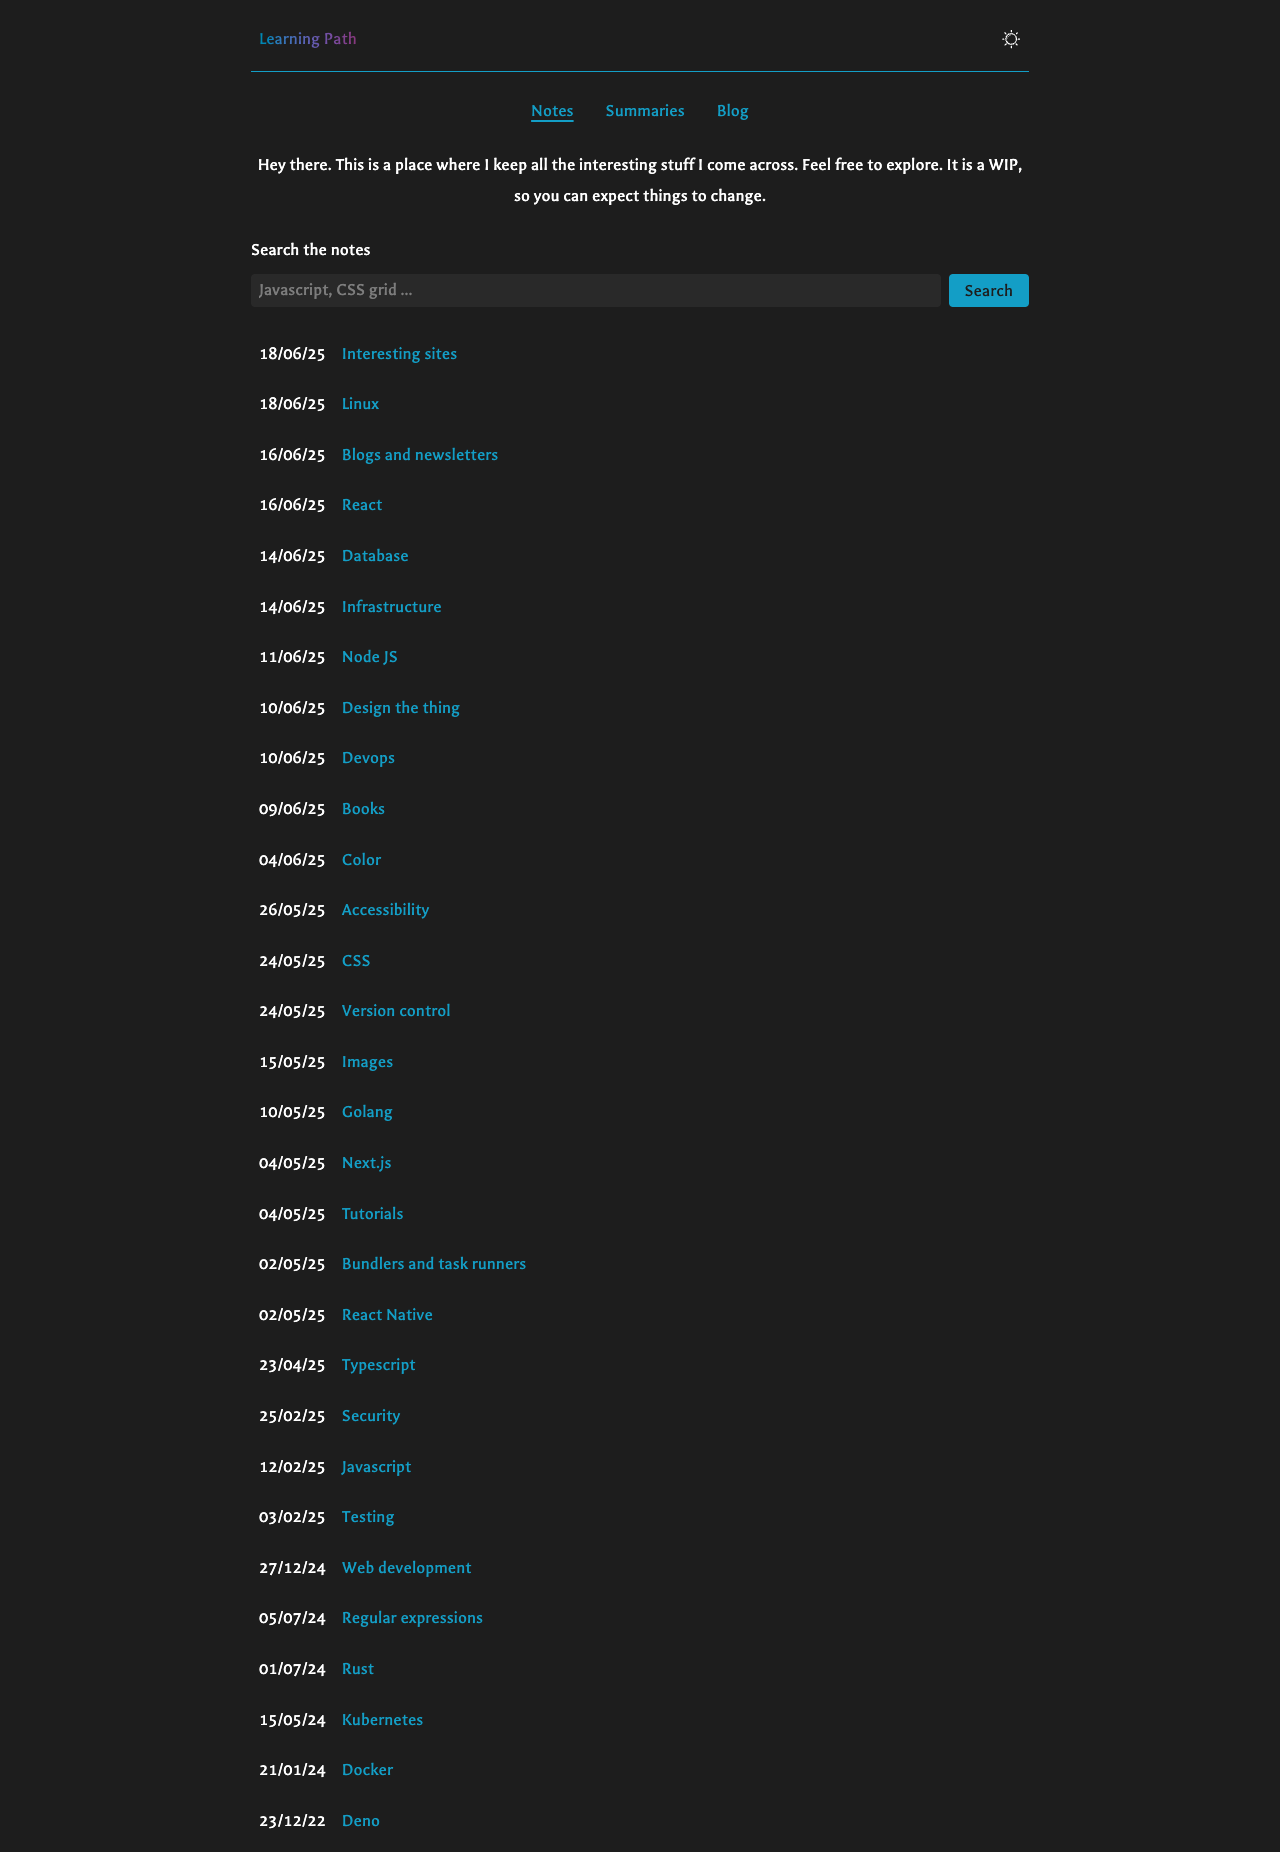 Learning Path
Notes Summaries Blog
Hey there. This is a place where I keep all the interesting stuff I come across. Feel free to explore. It is a WIP,
so you can expect things to change.
Search the notes
Javascript, CSS grid ... Search
18/06/25 Interesting sites
18/06/25 Linux
16/06/25 Blogs and newsletters
16/06/25 React
14/06/25 Database
14/06/25 Infrastructure
11/06/25 Node JS
10/06/25 Design the thing
10/06/25 Devops
09/06/25 Books
04/06/25 Color
26/05/25 Accessibility
24/05/25 CSS
24/05/25 Version control
15/05/25 Images
10/05/25 Golang
04/05/25 Next.js
04/05/25 Tutorials
02/05/25 Bundlers and task runners
02/05/25 React Native
23/04/25 Typescript
25/02/25 Security
12/02/25 Javascript
03/02/25 Testing
27/12/24 Web development
05/07/24 Regular expressions
01/07/24 Rust
15/05/24 Kubernetes
21/01/24 Docker
23/12/22 Deno